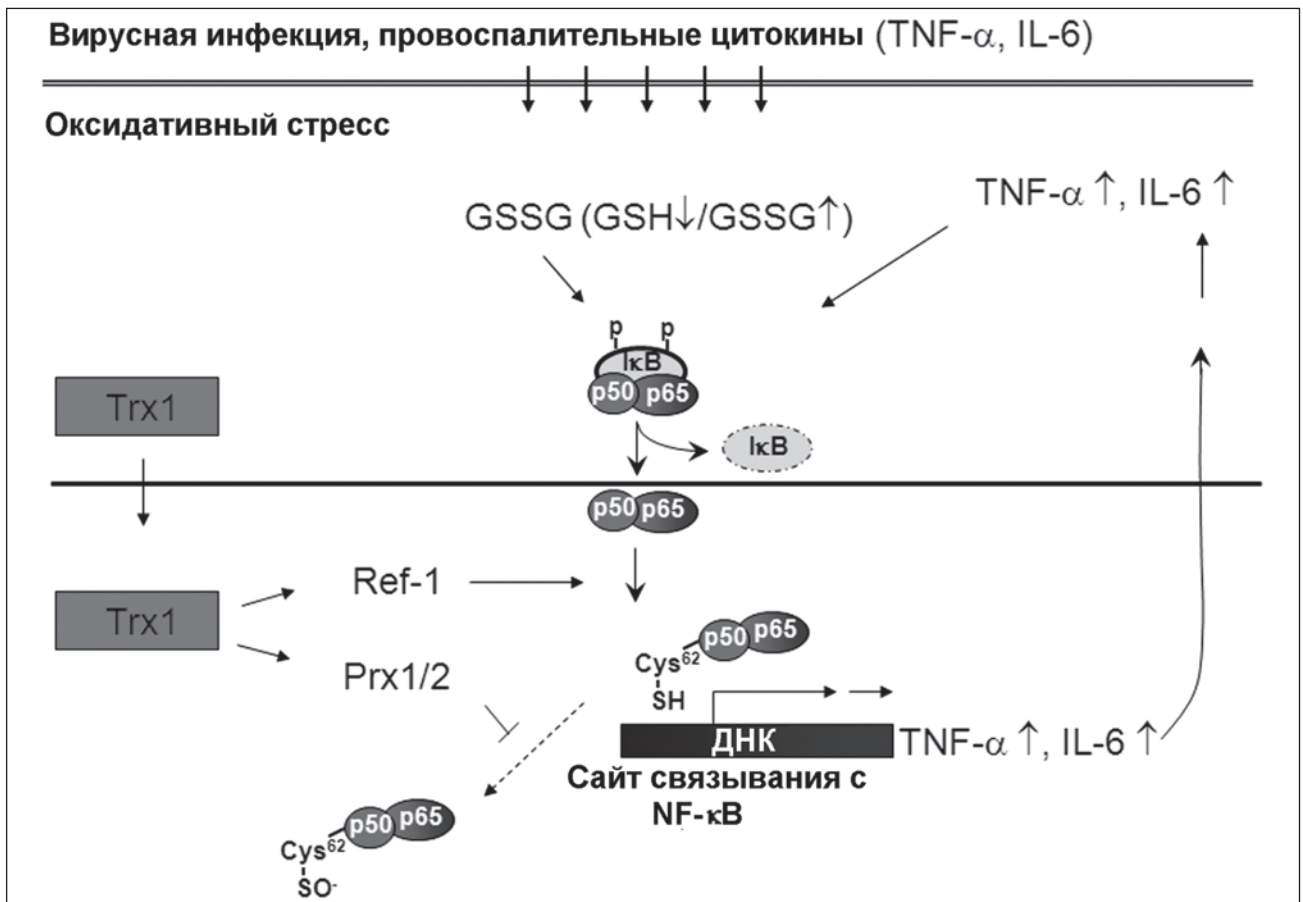 Вирусная инфекция, провоспалительные цитокины (TNF-α, IL-6)
Оксидативный стресс
TNF-α ↑, IL-6 ↑
GSSG (GSH↓/GSSG↑)
p p
IκB
p50 p65
Trx1
IκB
p50 p65
Ref-1
Trx1
p50 p65
Cys⁶²
SH
Prx1/2
ДНК
TNF-α ↑, IL-6 ↑
Сайт связывания с
NF-κB
p50 p65
Cys⁶²
SO⁻